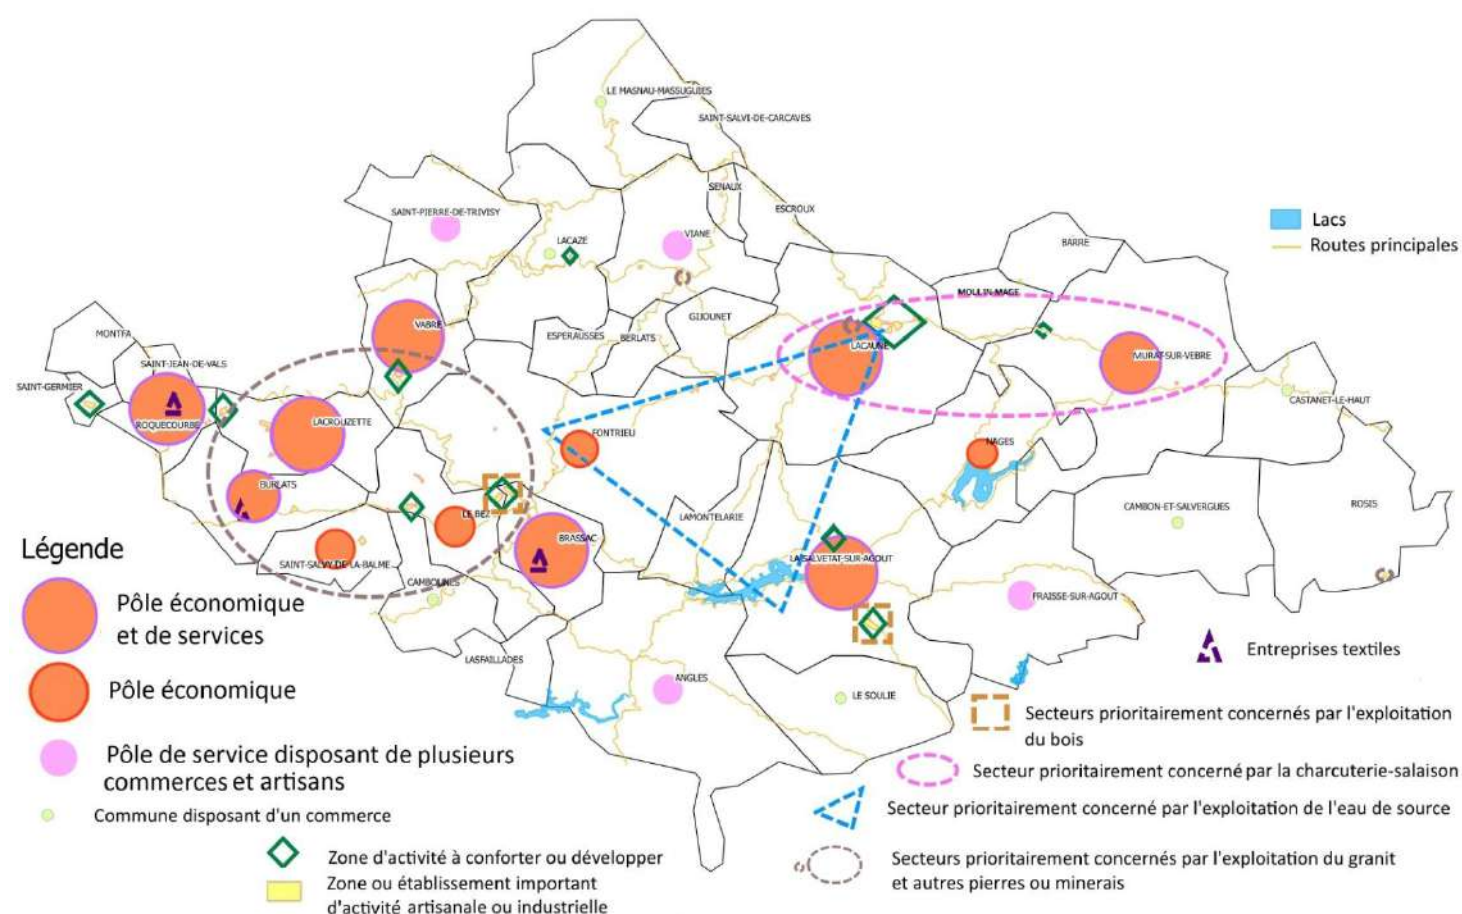 LE MASNAU-MASSUGUIES
SAINT-SALVI-DE-CARCAVES
SENAUX
SAINT-PIERRE-DE-TRIVISY
ESCROUX
LACAZE
VIANE
BARRE
Lacs
Routes principales
MOULIN-MAGE
GIJOUNET
VABRE
ESPERAUSSES
BERLATS
MONTFA
LACAUNE
MURAT-SUR-VEBRE
SAINT-JEAN-DE-VALS
SAINT-GERMIER
CASTANET-LE-HAUT
ROQUECOURBE
LACROUZETTE
FONTRIEU
NAGES
BURLATS
CAMBON-ET-SALVERGUES
ROSIS
LE BEZ
LAMONTELARIE
BRASSAC
LA SALVETAT-SUR-AGOUT
SAINT-SALVY-DE-LA-BALME
CAMBOUNES
FRAISSE-SUR-AGOUT
LASFAILLADES
ANGLES
LE SOULIE
Légende
Pôle économique
et de services
Pôle économique
Pôle de service disposant de plusieurs
commerces et artisans
Commune disposant d'un commerce
Zone d'activité à conforter ou développer
Zone ou établissement important
d'activité artisanale ou industrielle
Entreprises textiles
Secteurs prioritairement concernés par l'exploitation
du bois
Secteur prioritairement concerné par la charcuterie-salaison
Secteur prioritairement concerné par l'exploitation de l'eau de source
Secteurs prioritairement concernés par l'exploitation du granit
et autres pierres ou minerais